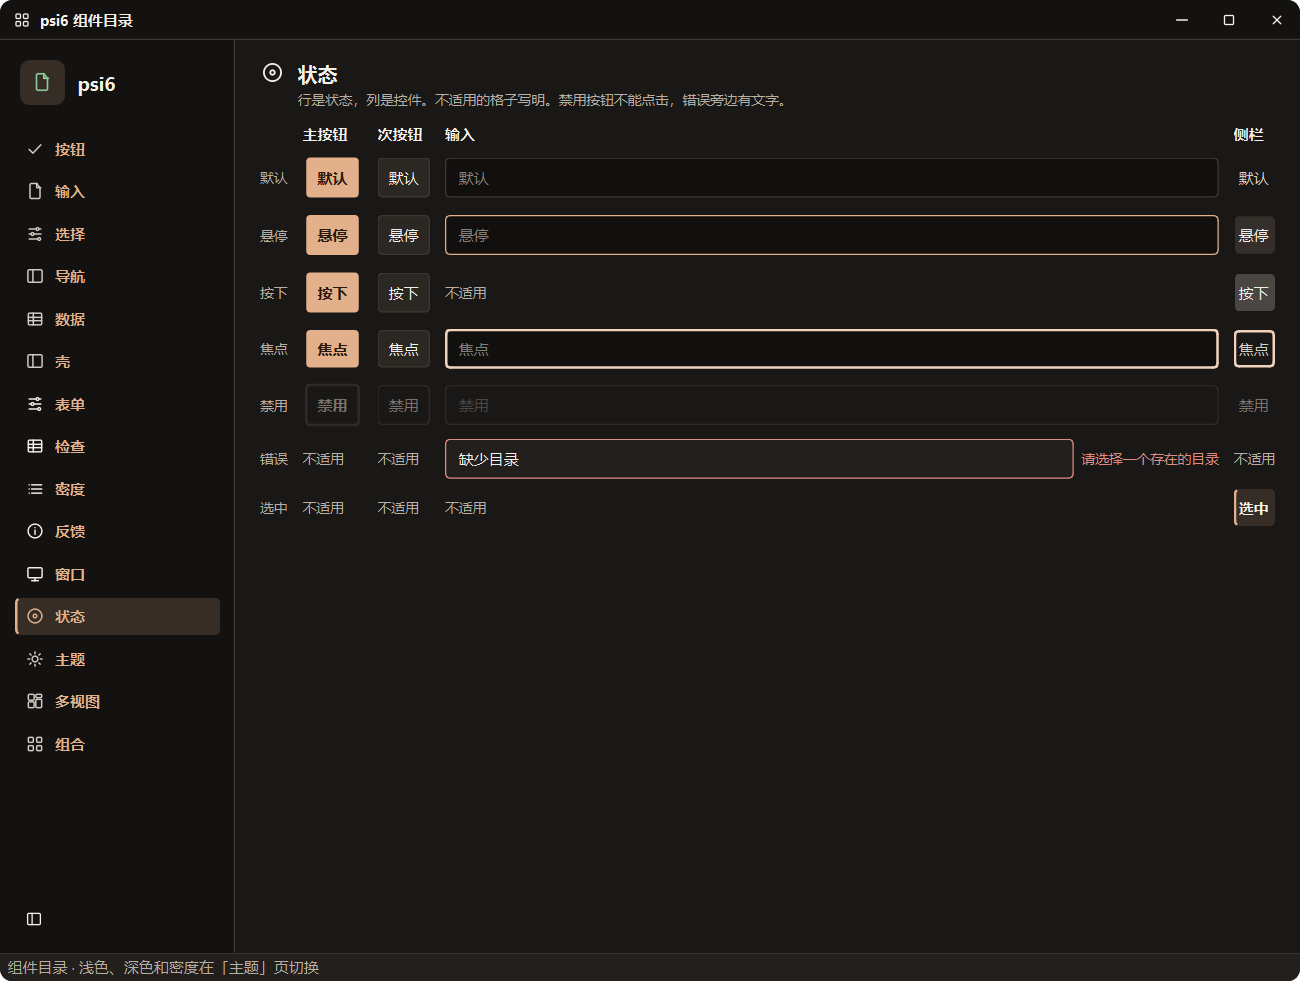 psi6 组件目录
psi6
按钮
输入
选择
导航
数据
壳
表单
检查
密度
反馈
窗口
状态
主题
多视图
组合
状态
行是状态，列是控件。不适用的格子写明。禁用按钮不能点击，错误旁边有文字。
主按钮 次按钮 输入 侧栏
默认 默认 默认 默认 默认
悬停 悬停 悬停 悬停 悬停
按下 按下 按下 不适用 按下
焦点 焦点 焦点 焦点 焦点
禁用 禁用 禁用 禁用 禁用
错误 不适用 不适用 缺少目录 请选择一个存在的目录 不适用
选中 不适用 不适用 不适用 选中
组件目录 · 浅色、深色和密度在「主题」页切换